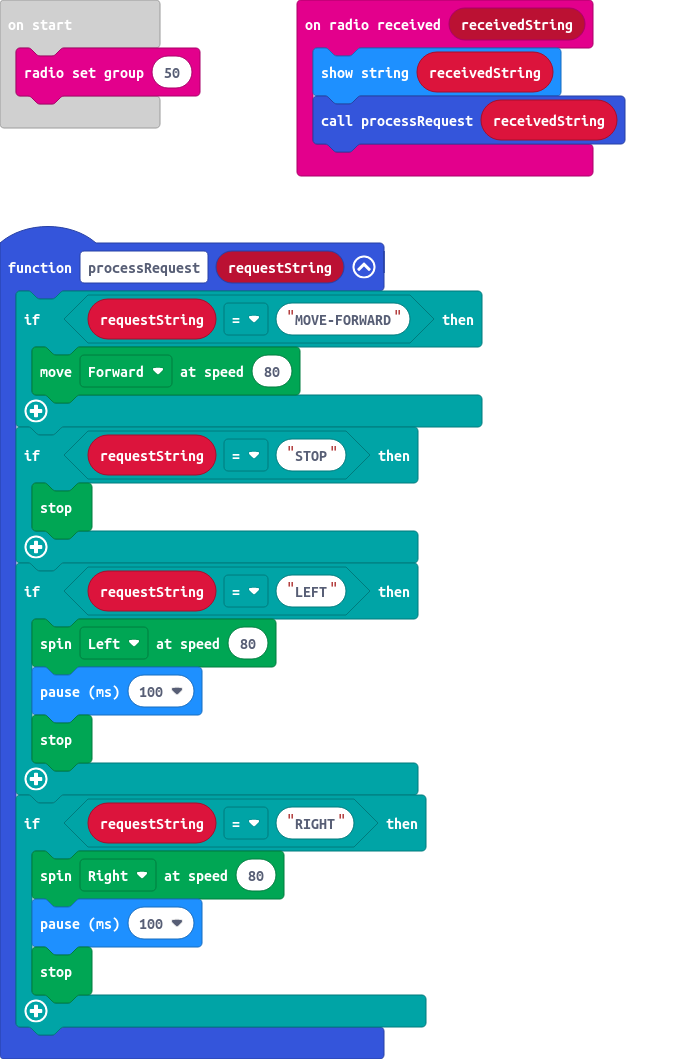 on start
radio set group 50
on radio received receivedString
show string receivedString
call processRequest receivedString
function processRequest requestString
if requestString = "MOVE-FORWARD" then
move Forward at speed 80
if requestString = "STOP" then
stop
if requestString = "LEFT" then
spin Left at speed 80
pause (ms) 100
stop
if requestString = "RIGHT" then
spin Right at speed 80
pause (ms) 100
stop